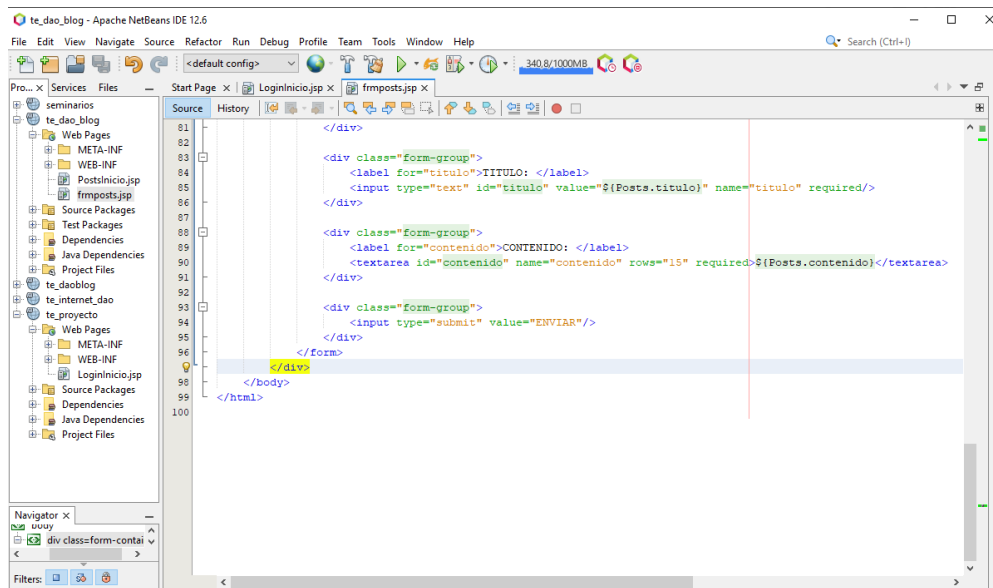 te_dao_blog - Apache NetBeans IDE 12.6
File Edit View Navigate Source Refactor Run Debug Profile Team Tools Window Help
Search (Ctrl+I)
<default config>
340,8/1000MB
Pro... × Services Files
Start Page × LoginInicio.jsp × frmposts.jsp ×
Source History
seminarios
te_dao_blog
Web Pages
META-INF
WEB-INF
PostsInicio.jsp
frmposts.jsp
Source Packages
Test Packages
Dependencies
Java Dependencies
Project Files
te_daoblog
te_internet_dao
te_proyecto
Web Pages
META-INF
WEB-INF
LoginInicio.jsp
Source Packages
Dependencies
Java Dependencies
Project Files
81 </div>
82
83 <div class="form-group">
84 <label for="titulo">TITULO: </label>
85 <input type="text" id="titulo" value="${Posts.titulo}" name="titulo" required/>
86 </div>
87
88 <div class="form-group">
89 <label for="contenido">CONTENIDO: </label>
90 <textarea id="contenido" name="contenido" rows="15" required>${Posts.contenido}</textarea>
91 </div>
92
93 <div class="form-group">
94 <input type="submit" value="ENVIAR"/>
95 </div>
96 </form>
</div>
98 </body>
99 </html>
100
Navigator ×
body
div class=form-contai
Filters: